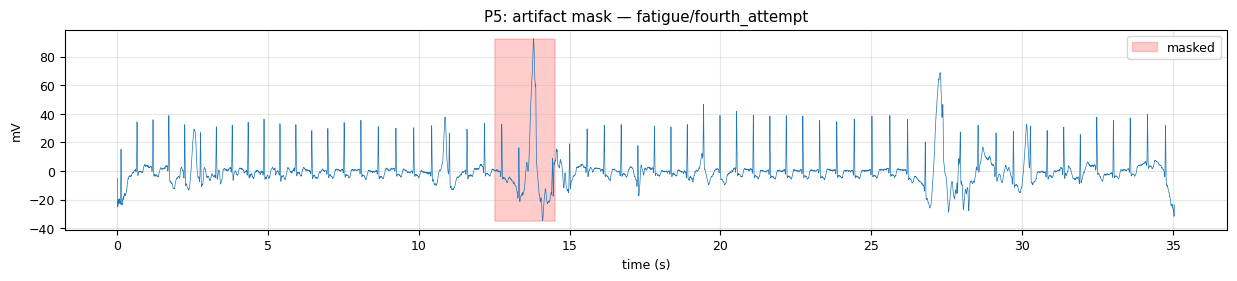 P5: artifact mask — fatigue/fourth_attempt
masked
mV
80
60
40
20
0
−20
−40
0 5 10 15 20 25 30 35
time (s)